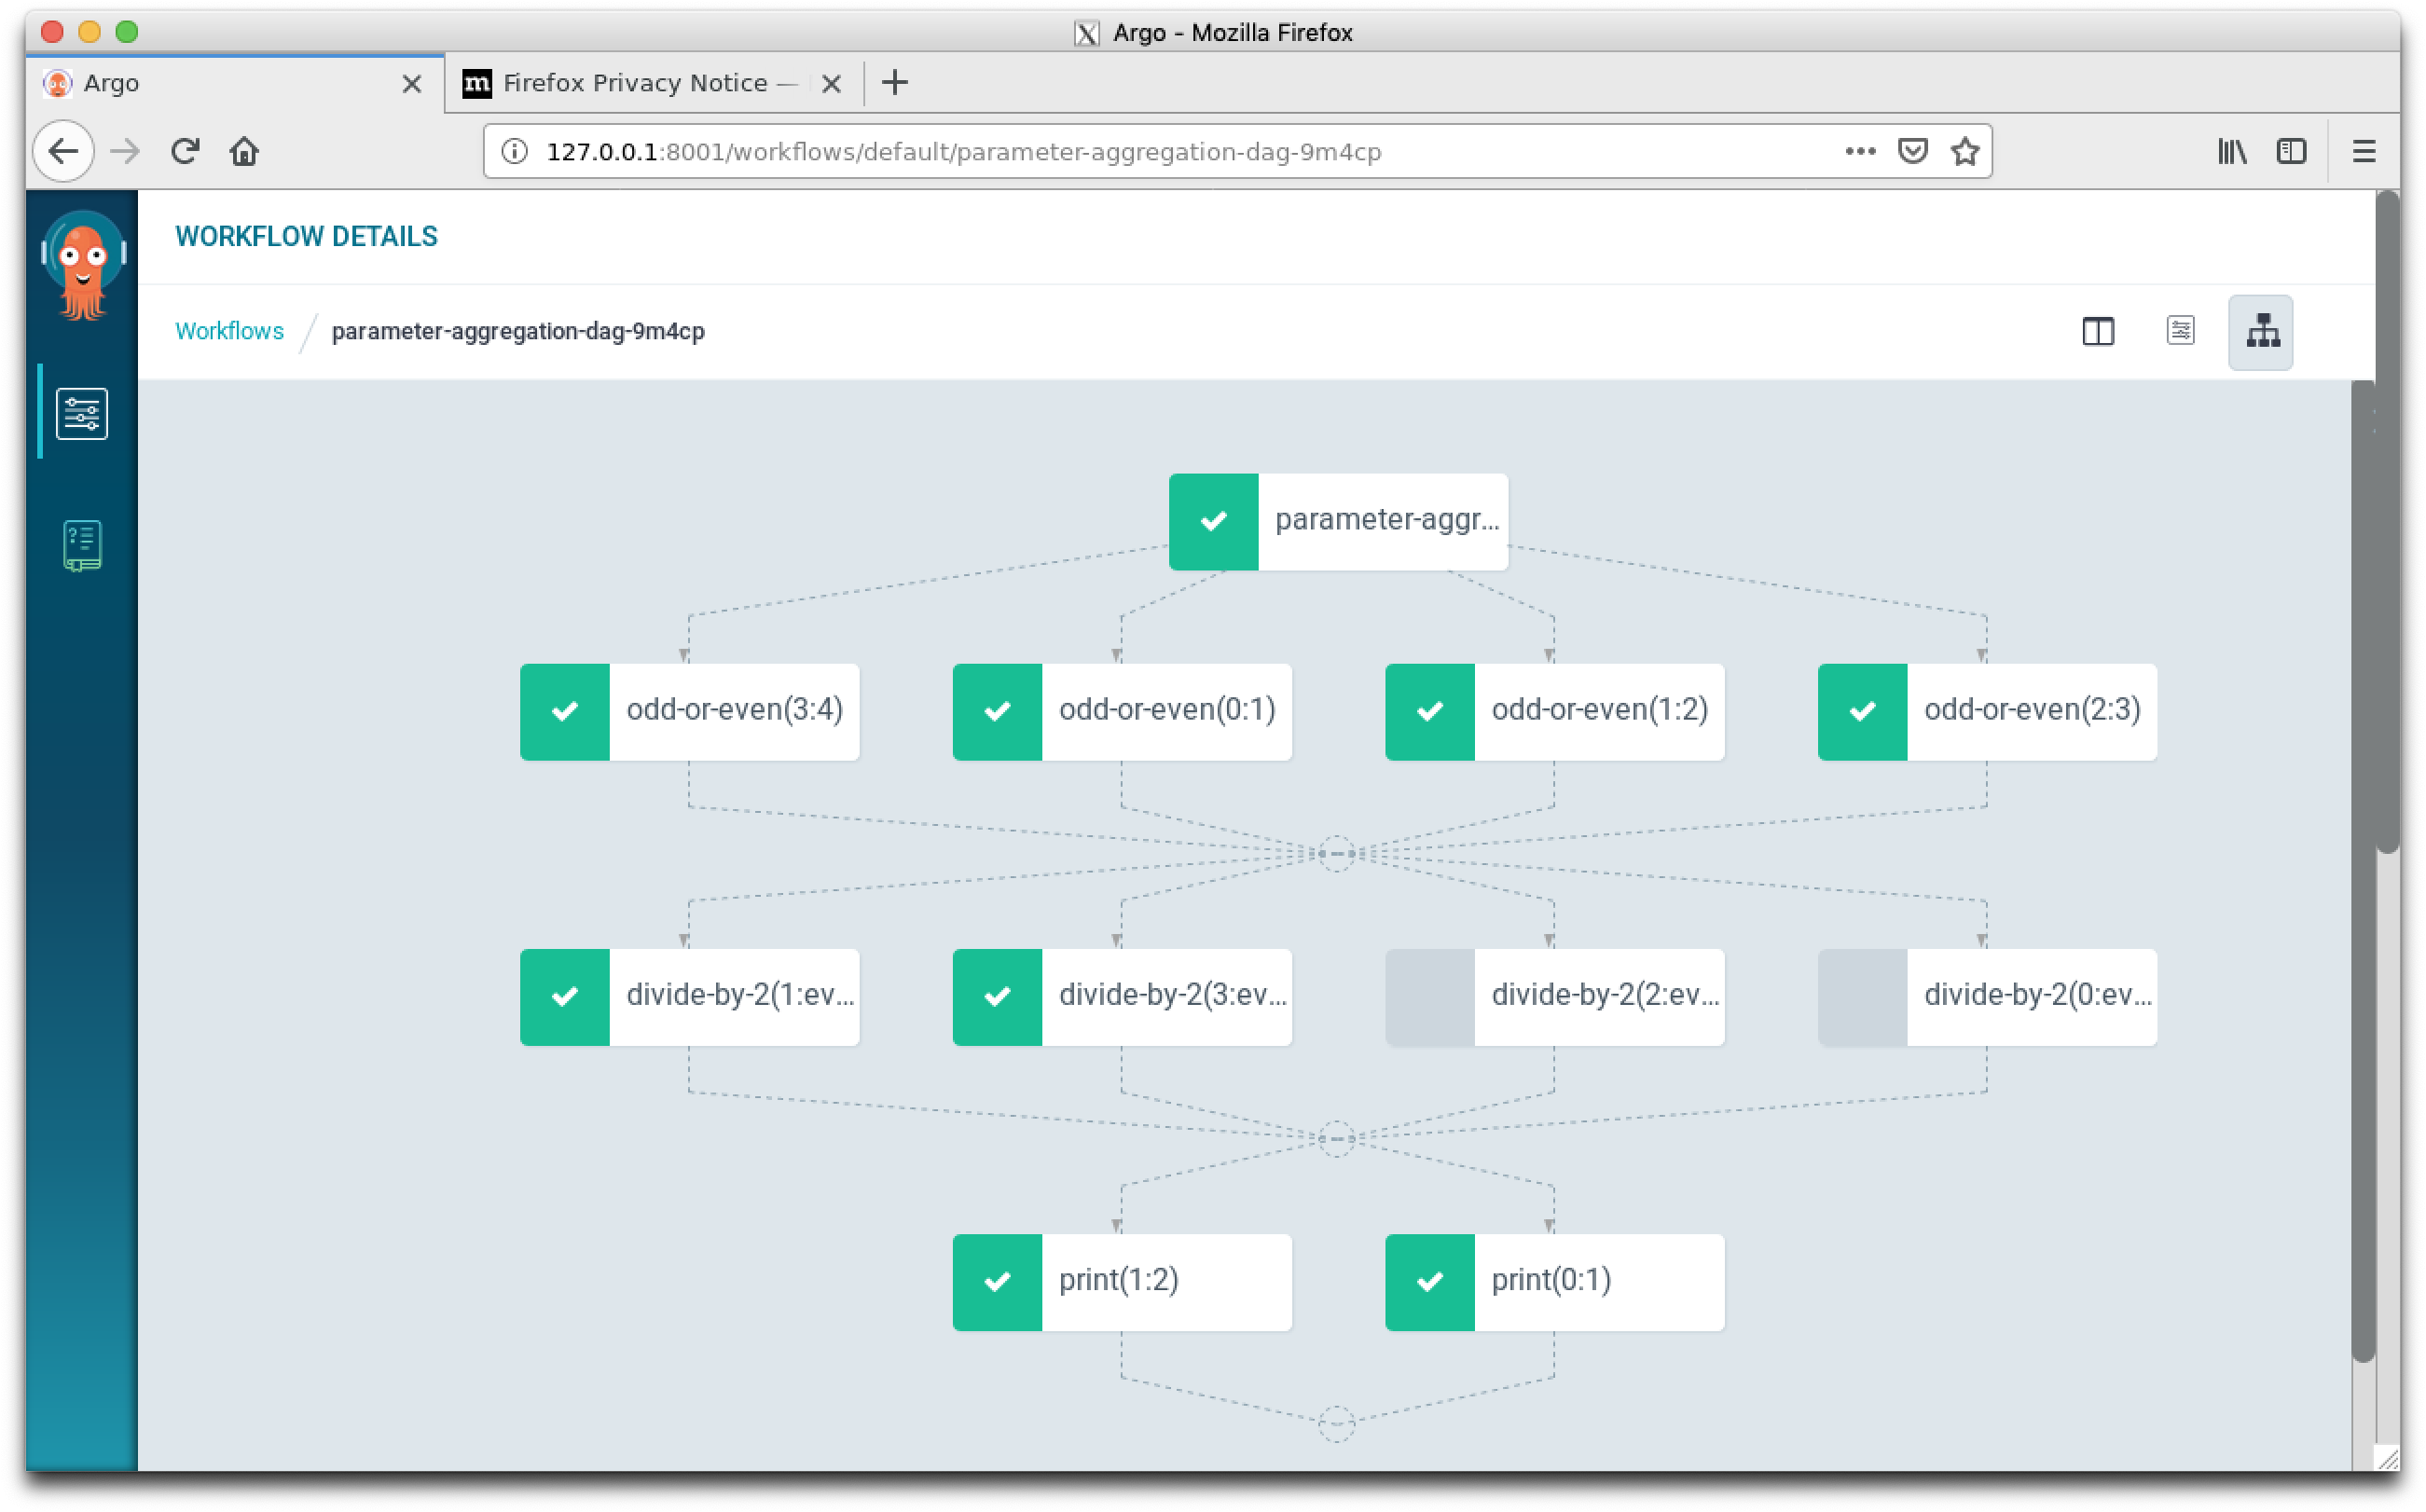 Argo - Mozilla Firefox
Argo
Firefox Privacy Notice —
127.0.0.1:8001/workflows/default/parameter-aggregation-dag-9m4cp
WORKFLOW DETAILS
Workflows / parameter-aggregation-dag-9m4cp
parameter-aggr...
odd-or-even(3:4)
odd-or-even(0:1)
odd-or-even(1:2)
odd-or-even(2:3)
divide-by-2(1:ev...
divide-by-2(3:ev...
divide-by-2(2:ev...
divide-by-2(0:ev...
print(1:2)
print(0:1)